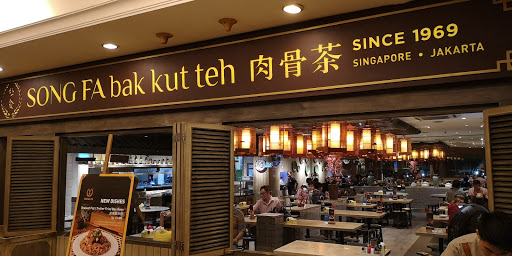 SONG FA bak kut teh 肉骨茶
SINCE 1969
SINGAPORE • JAKARTA
NEW DISHES